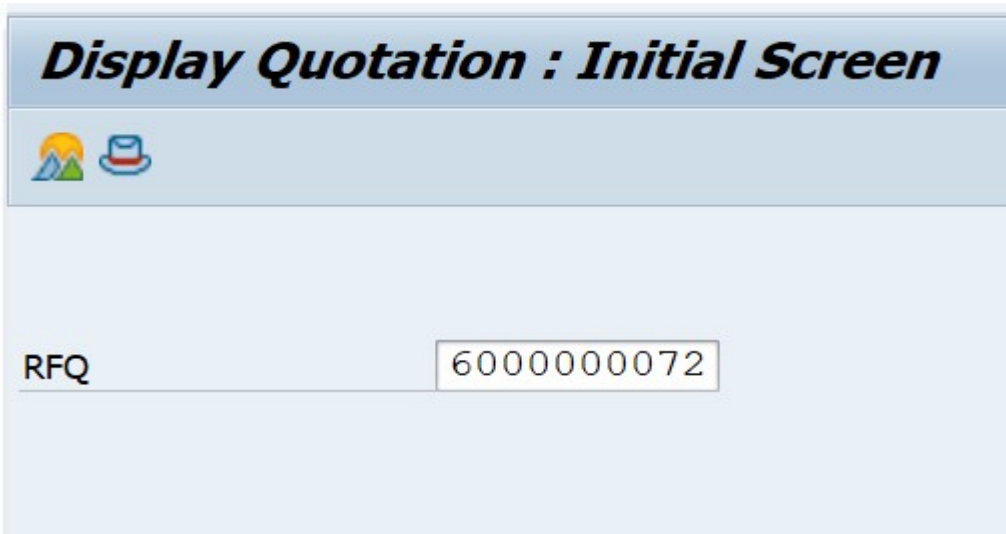 Display Quotation : Initial Screen
RFQ 6000000072